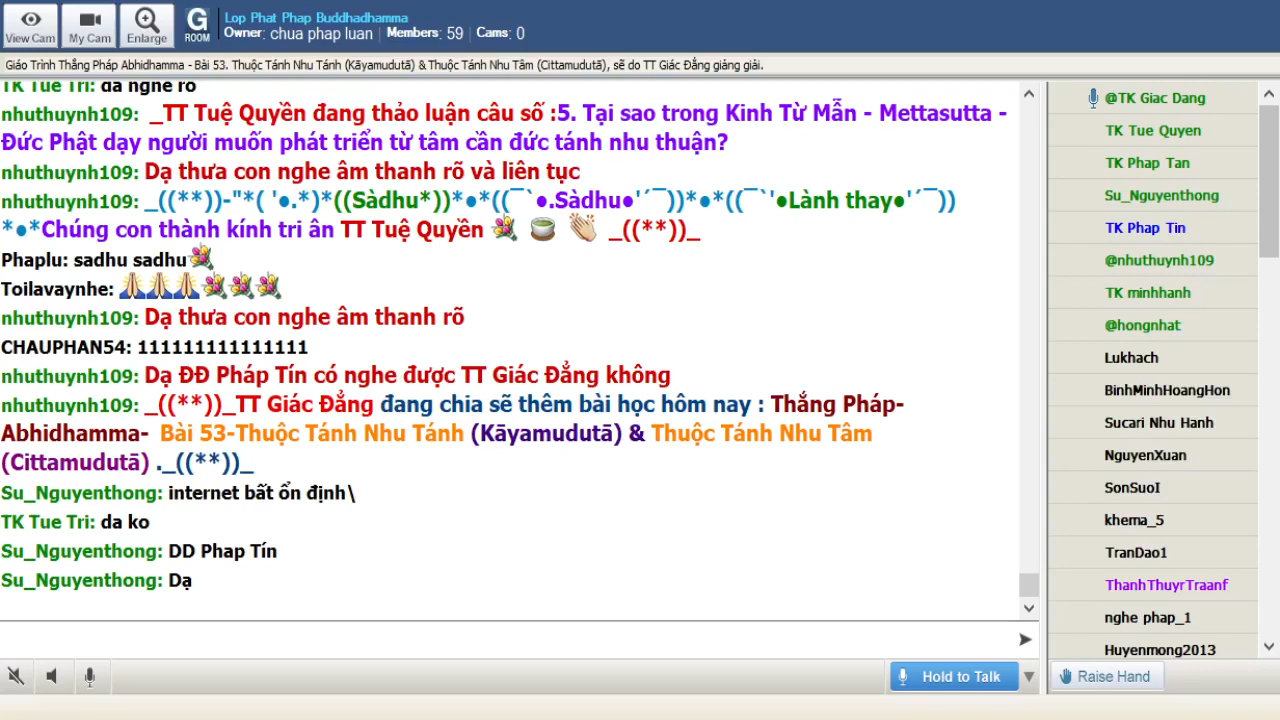 View Cam
My Cam
Enlarge
G
ROOM
Lop Phat Phap Buddhadhamma
Owner: chua phap luan Members: 59 Cams: 0
Giáo Trình Thắng Pháp Abhidhamma - Bài 53. Thuộc Tánh Nhu Tánh (Kāyamudutā) & Thuộc Tánh Nhu Tâm (Cittamudutā), sẽ do TT Giác Đẳng giảng giải.
TK Tue Tri: da nghe ro
nhuthuynh109: _TT Tuệ Quyền đang thảo luận câu số :5. Tại sao trong Kinh Từ Mẫn - Mettasutta -
Đức Phật dạy người muốn phát triển từ tâm cần đức tánh nhu thuận?
nhuthuynh109: Dạ thưa con nghe âm thanh rõ và liên tục
nhuthuynh109: _((**))-"*( '●.*)*((Sàdhu*))*●*((¯`●.Sàdhu●'´¯))*●*((¯`'●Lành thay●'´¯))
*●*Chúng con thành kính tri ân TT Tuệ Quyền _((**))_
Phaplu: sadhu sadhu
Toilavaynhe:
nhuthuynh109: Dạ thưa con nghe âm thanh rõ
CHAUPHAN54: 111111111111111
nhuthuynh109: Dạ ĐĐ Pháp Tín có nghe được TT Giác Đẳng không
nhuthuynh109: _((**))_TT Giác Đẳng đang chia sẽ thêm bài học hôm nay : Thắng Pháp-
Abhidhamma- Bài 53-Thuộc Tánh Nhu Tánh (Kāyamudutā) & Thuộc Tánh Nhu Tâm
(Cittamudutā) ._((**))_
Su_Nguyenthong: internet bất ổn định\
TK Tue Tri: da ko
Su_Nguyenthong: DD Phap Tín
Su_Nguyenthong: Dạ
@TK Giac Dang
TK Tue Quyen
TK Phap Tan
Su_Nguyenthong
TK Phap Tin
@nhuthuynh109
TK minhhanh
@hongnhat
Lukhach
BinhMinhHoangHon
Sucari Nhu Hanh
NguyenXuan
SonSuoI
khema_5
TranDao1
ThanhThuyrTraanf
nghe phap_1
Huyenmong2013
Hold to Talk
Raise Hand